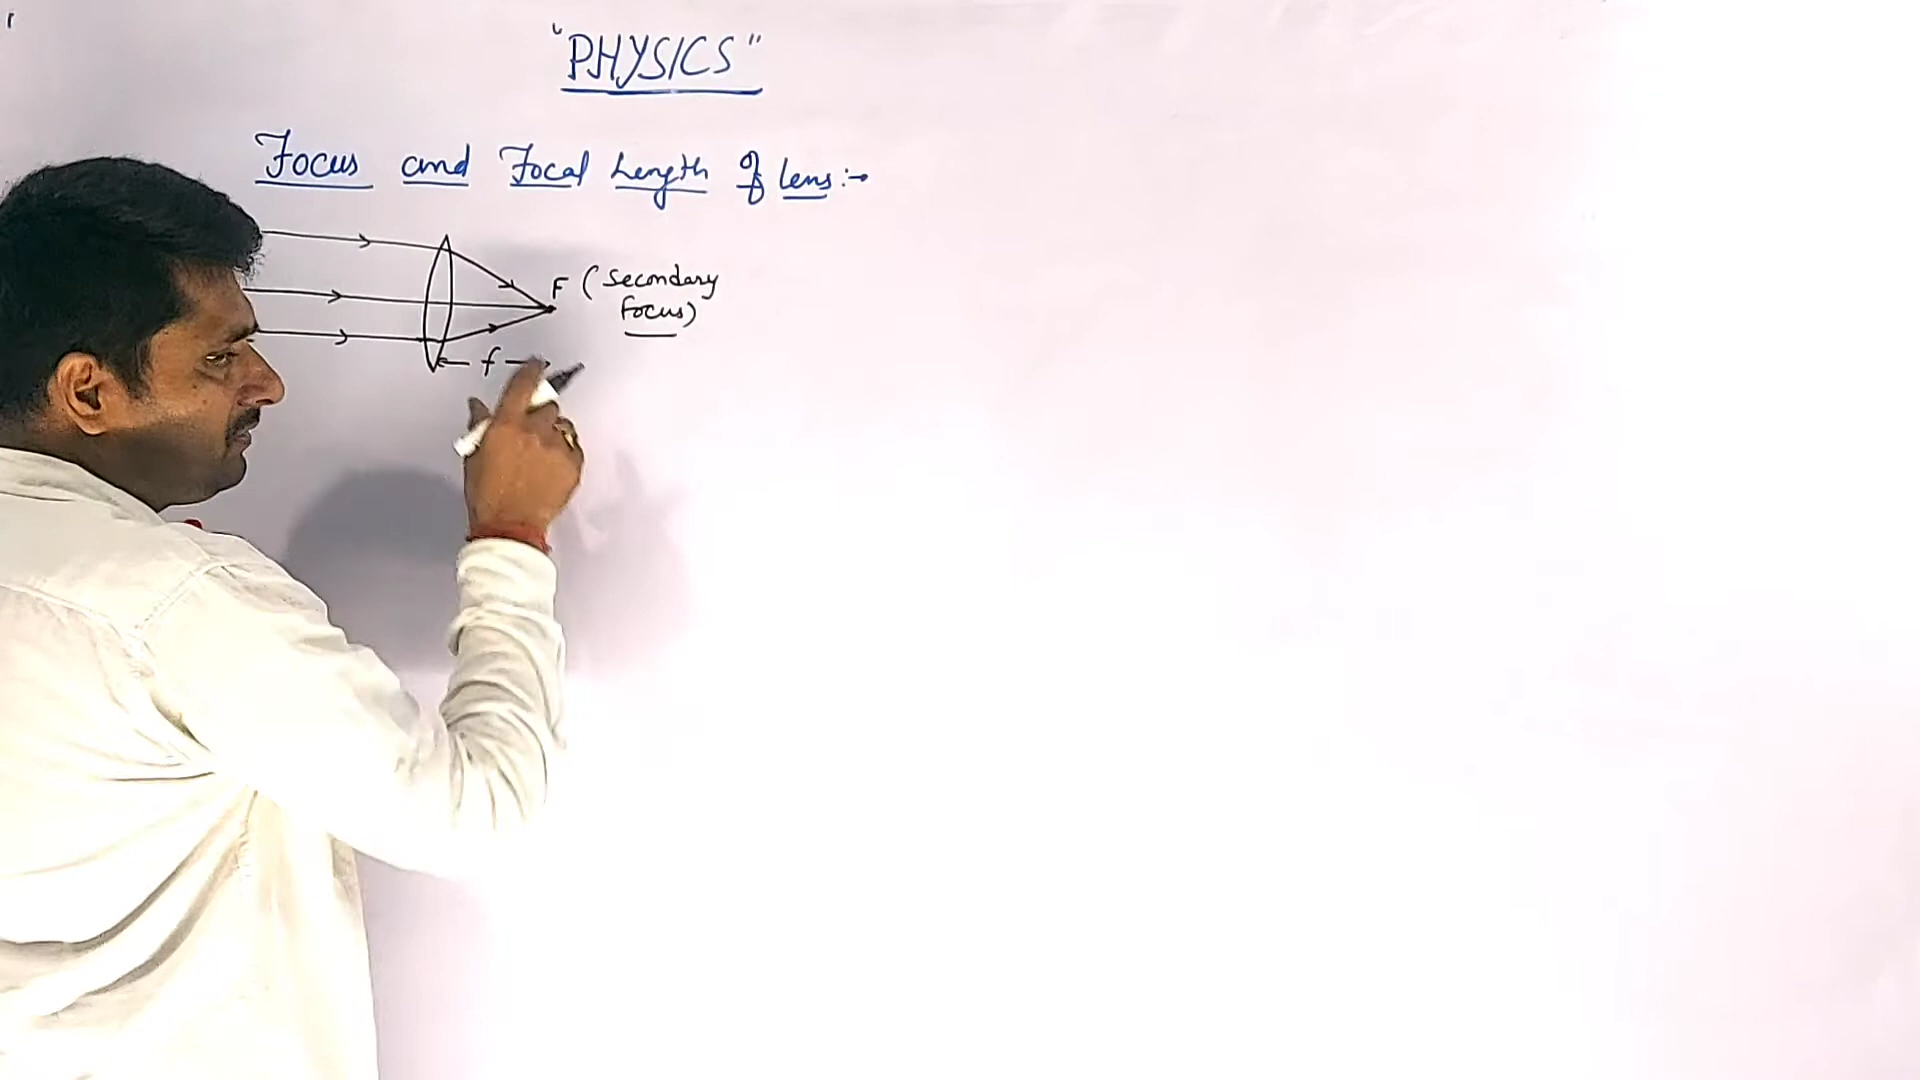 "PHYSICS"
Focus and Focal Length of lens:→
F (Secondary
focus)
f